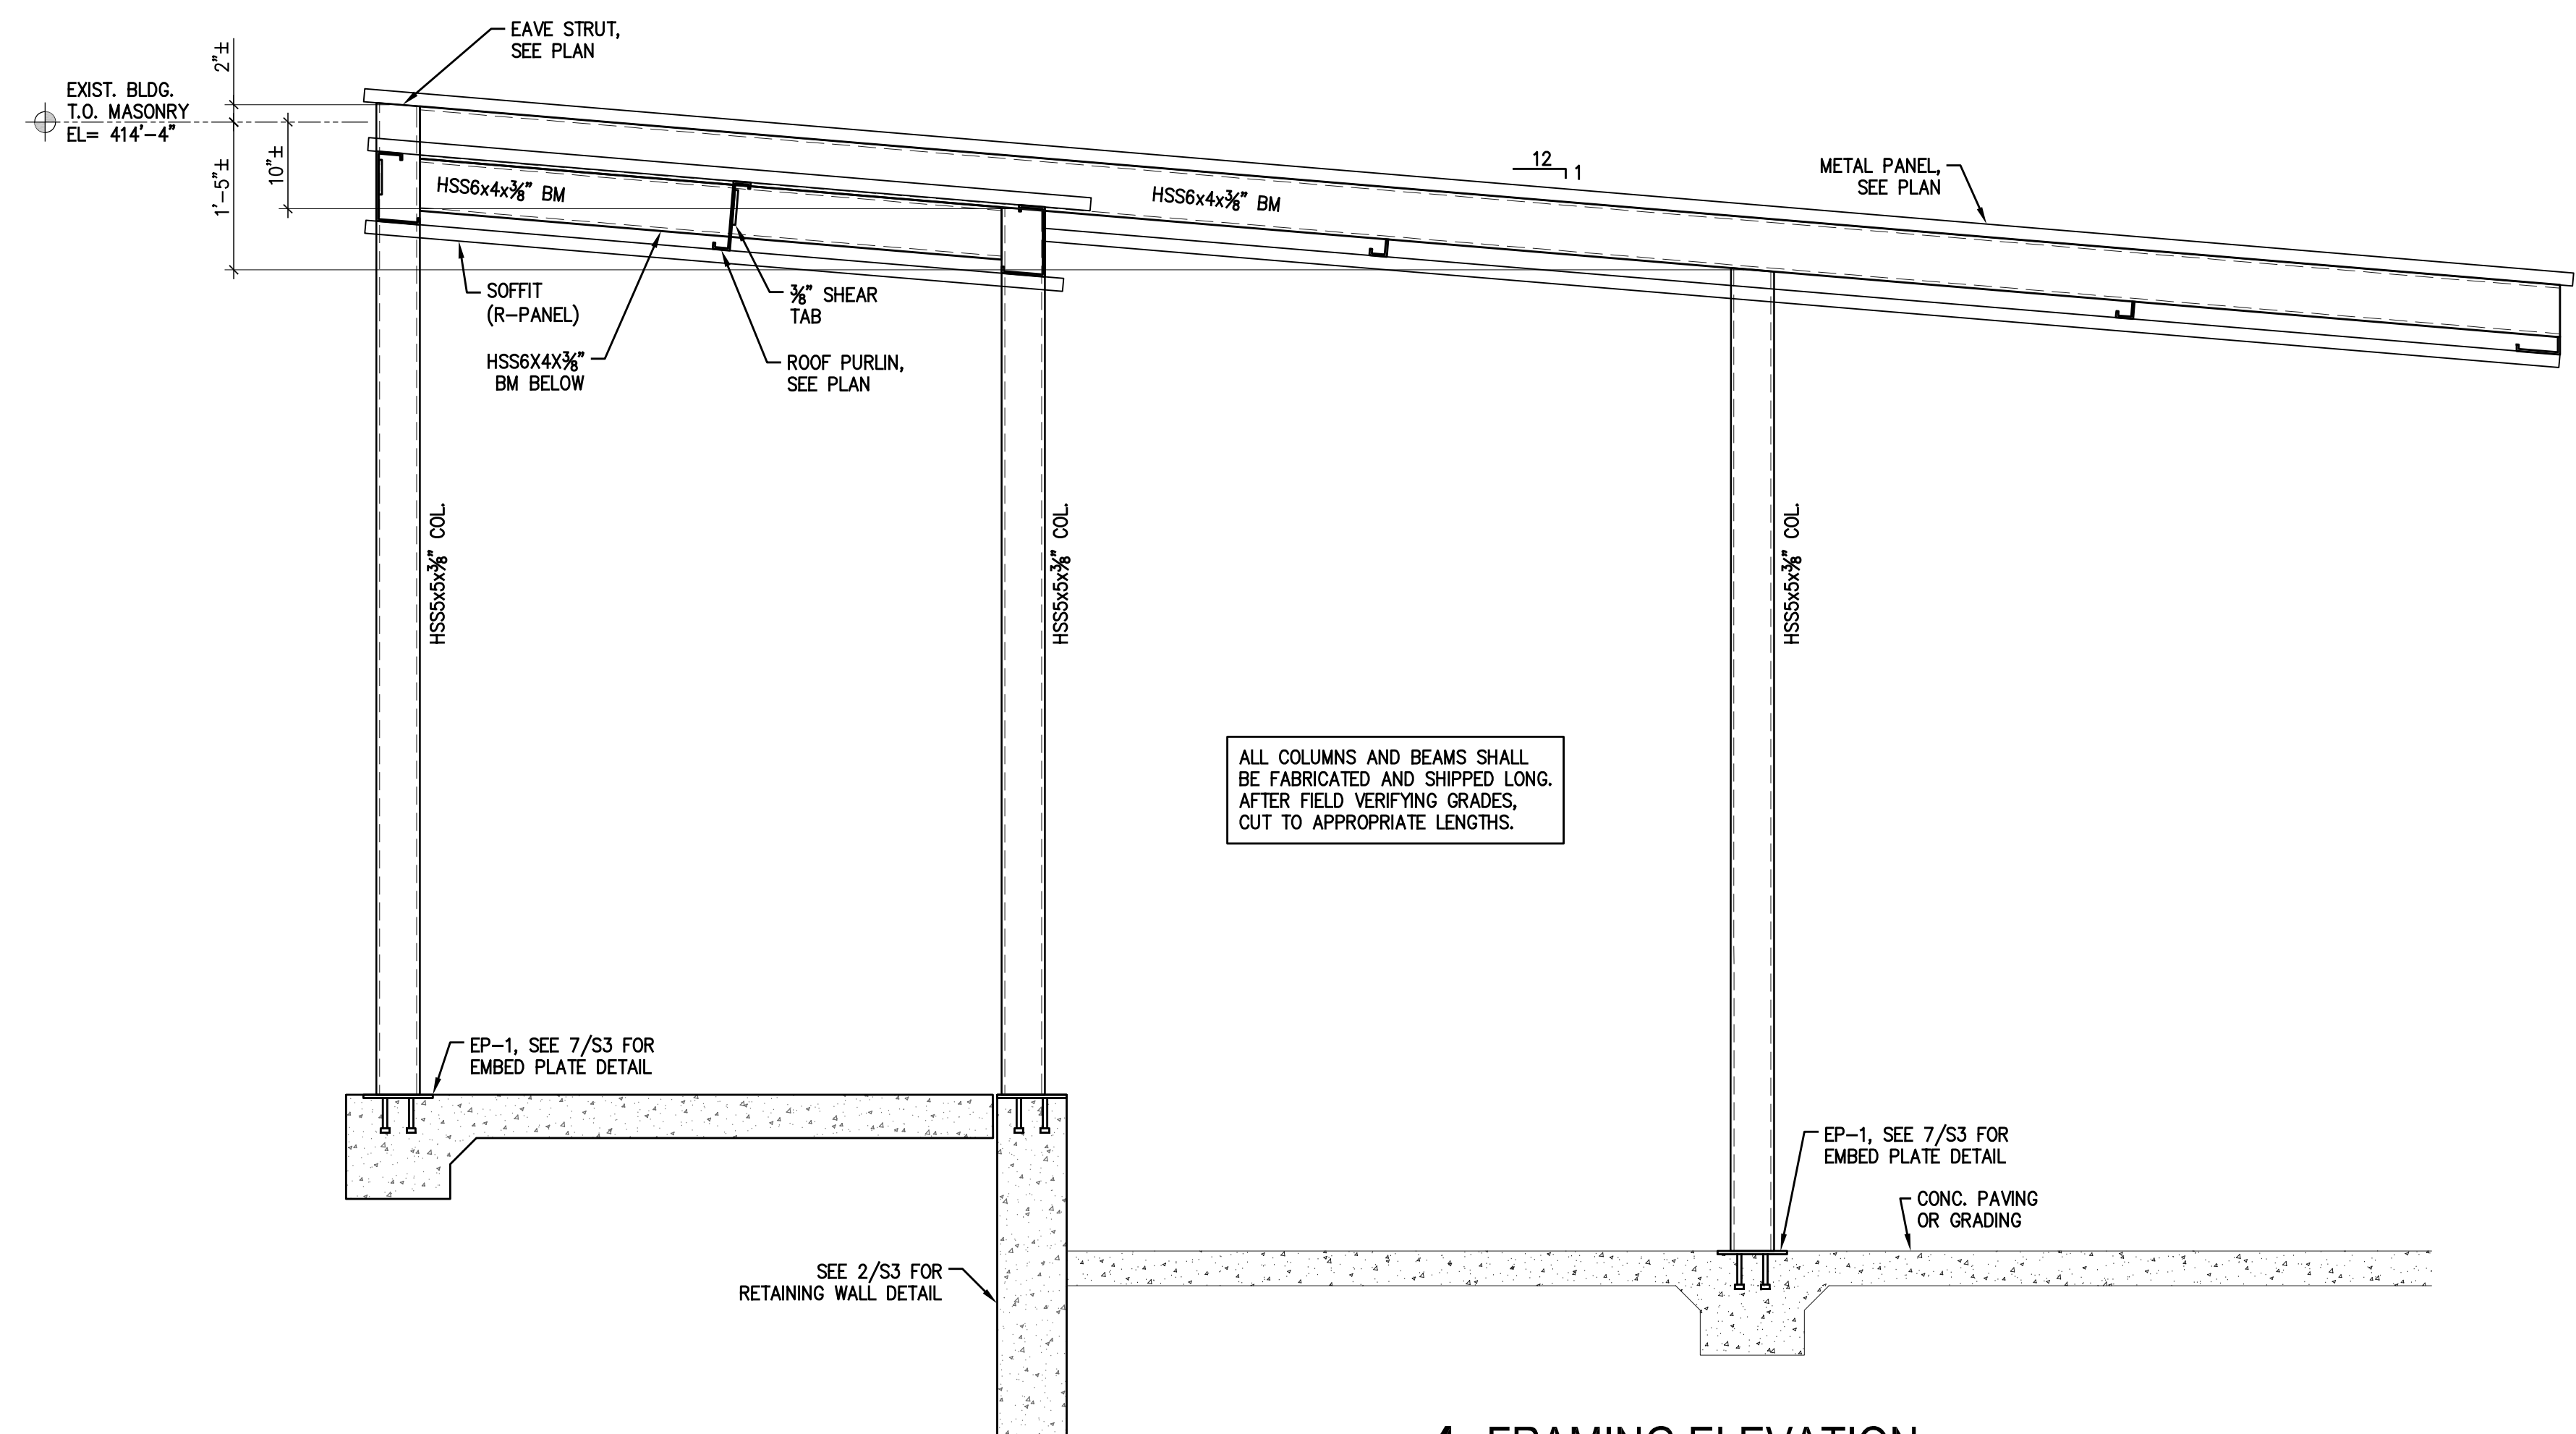 EAVE STRUT,
SEE PLAN
2"±
EXIST. BLDG.
T.O. MASONRY
EL= 414'-4"
1'-5"±
10"±
HSS6x4x⅜" BM
HSS6x4x⅜" BM
12
1
METAL PANEL,
SEE PLAN
SOFFIT
(R-PANEL)
⅜" SHEAR
TAB
HSS6X4X⅜"
BM BELOW
ROOF PURLIN,
SEE PLAN
HSS5x5x⅜" COL.
HSS5x5x⅜" COL.
HSS5x5x⅜" COL.
ALL COLUMNS AND BEAMS SHALL
BE FABRICATED AND SHIPPED LONG.
AFTER FIELD VERIFYING GRADES,
CUT TO APPROPRIATE LENGTHS.
EP-1, SEE 7/S3 FOR
EMBED PLATE DETAIL
EP-1, SEE 7/S3 FOR
EMBED PLATE DETAIL
CONC. PAVING
OR GRADING
SEE 2/S3 FOR
RETAINING WALL DETAIL
FRAMING ELEVATION